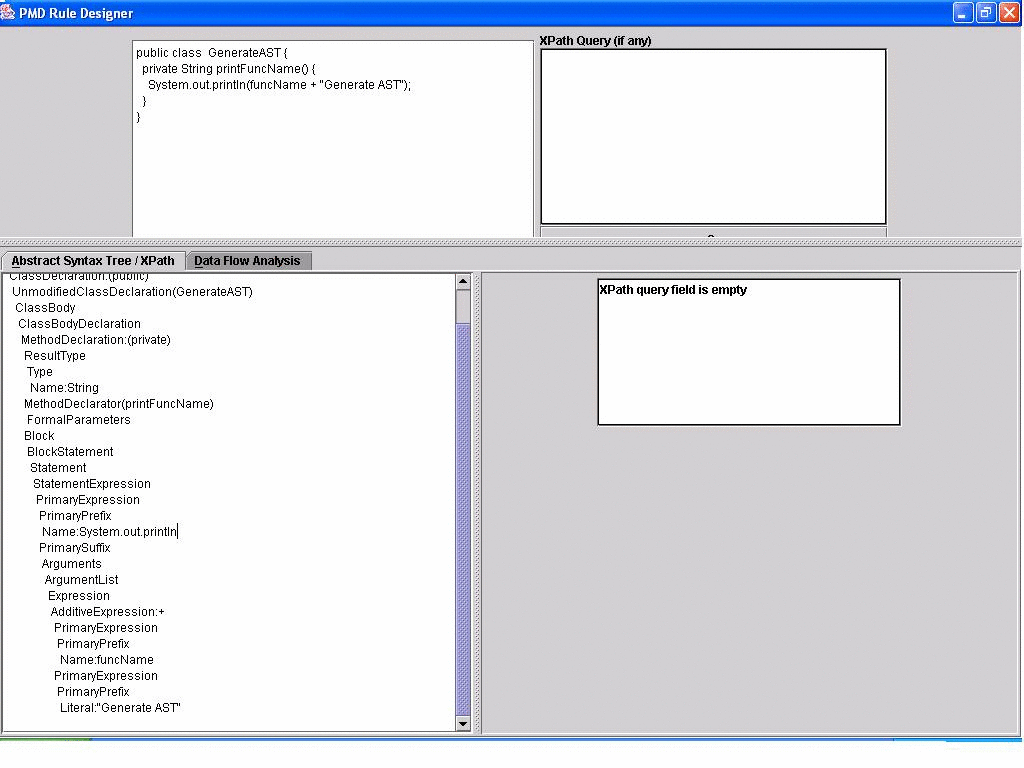 PMD Rule Designer
public class  GenerateAST {
private String printFuncName() {
System.out.println(funcName + "Generate AST");
}
}
XPath Query (if any)
Abstract Syntax Tree / XPath
Data Flow Analysis
ClassDeclaration:(public)
UnmodifiedClassDeclaration(GenerateAST)
ClassBody
ClassBodyDeclaration
MethodDeclaration:(private)
ResultType
Type
Name:String
MethodDeclarator(printFuncName)
FormalParameters
Block
BlockStatement
Statement
StatementExpression
PrimaryExpression
PrimaryPrefix
Name:System.out.println
PrimarySuffix
Arguments
ArgumentList
Expression
AdditiveExpression:+
PrimaryExpression
PrimaryPrefix
Name:funcName
PrimaryExpression
PrimaryPrefix
Literal:"Generate AST"
XPath query field is empty